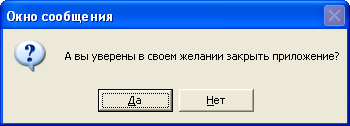 Окно сообщения
А вы уверены в своем желании закрыть приложение?
Да
Нет